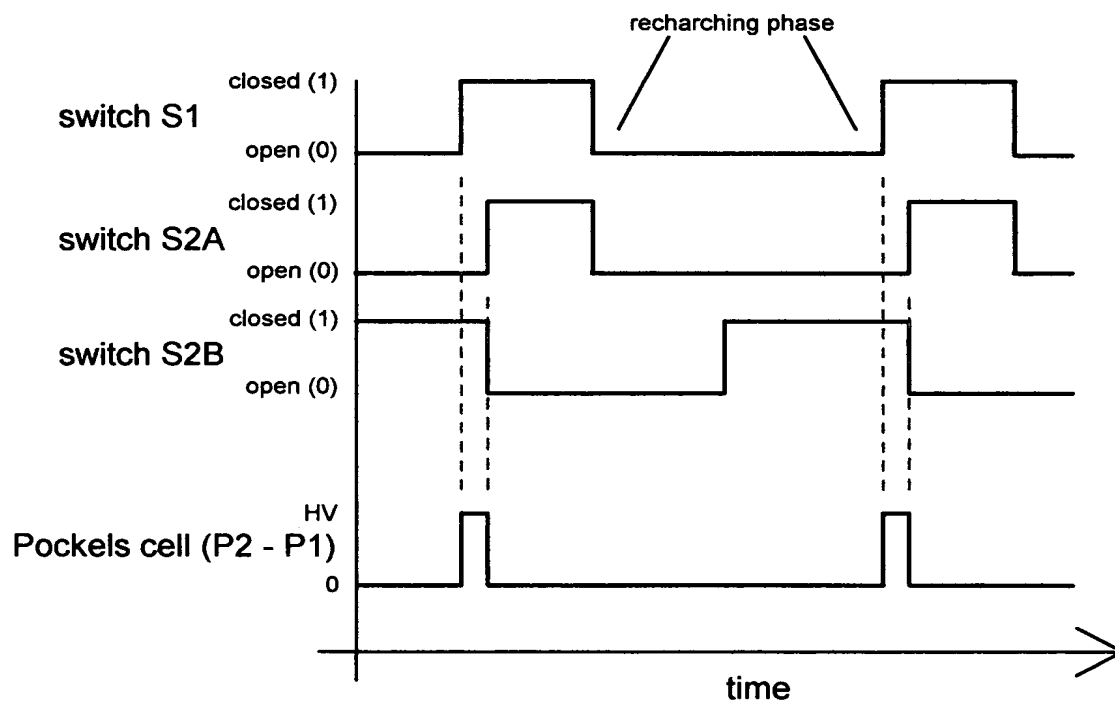 recharching phase
closed (1)
switch S1
open (0)
closed (1)
switch S2A
open (0)
closed (1)
switch S2B
open (0)
HV
Pockels cell (P2 - P1)
0
time